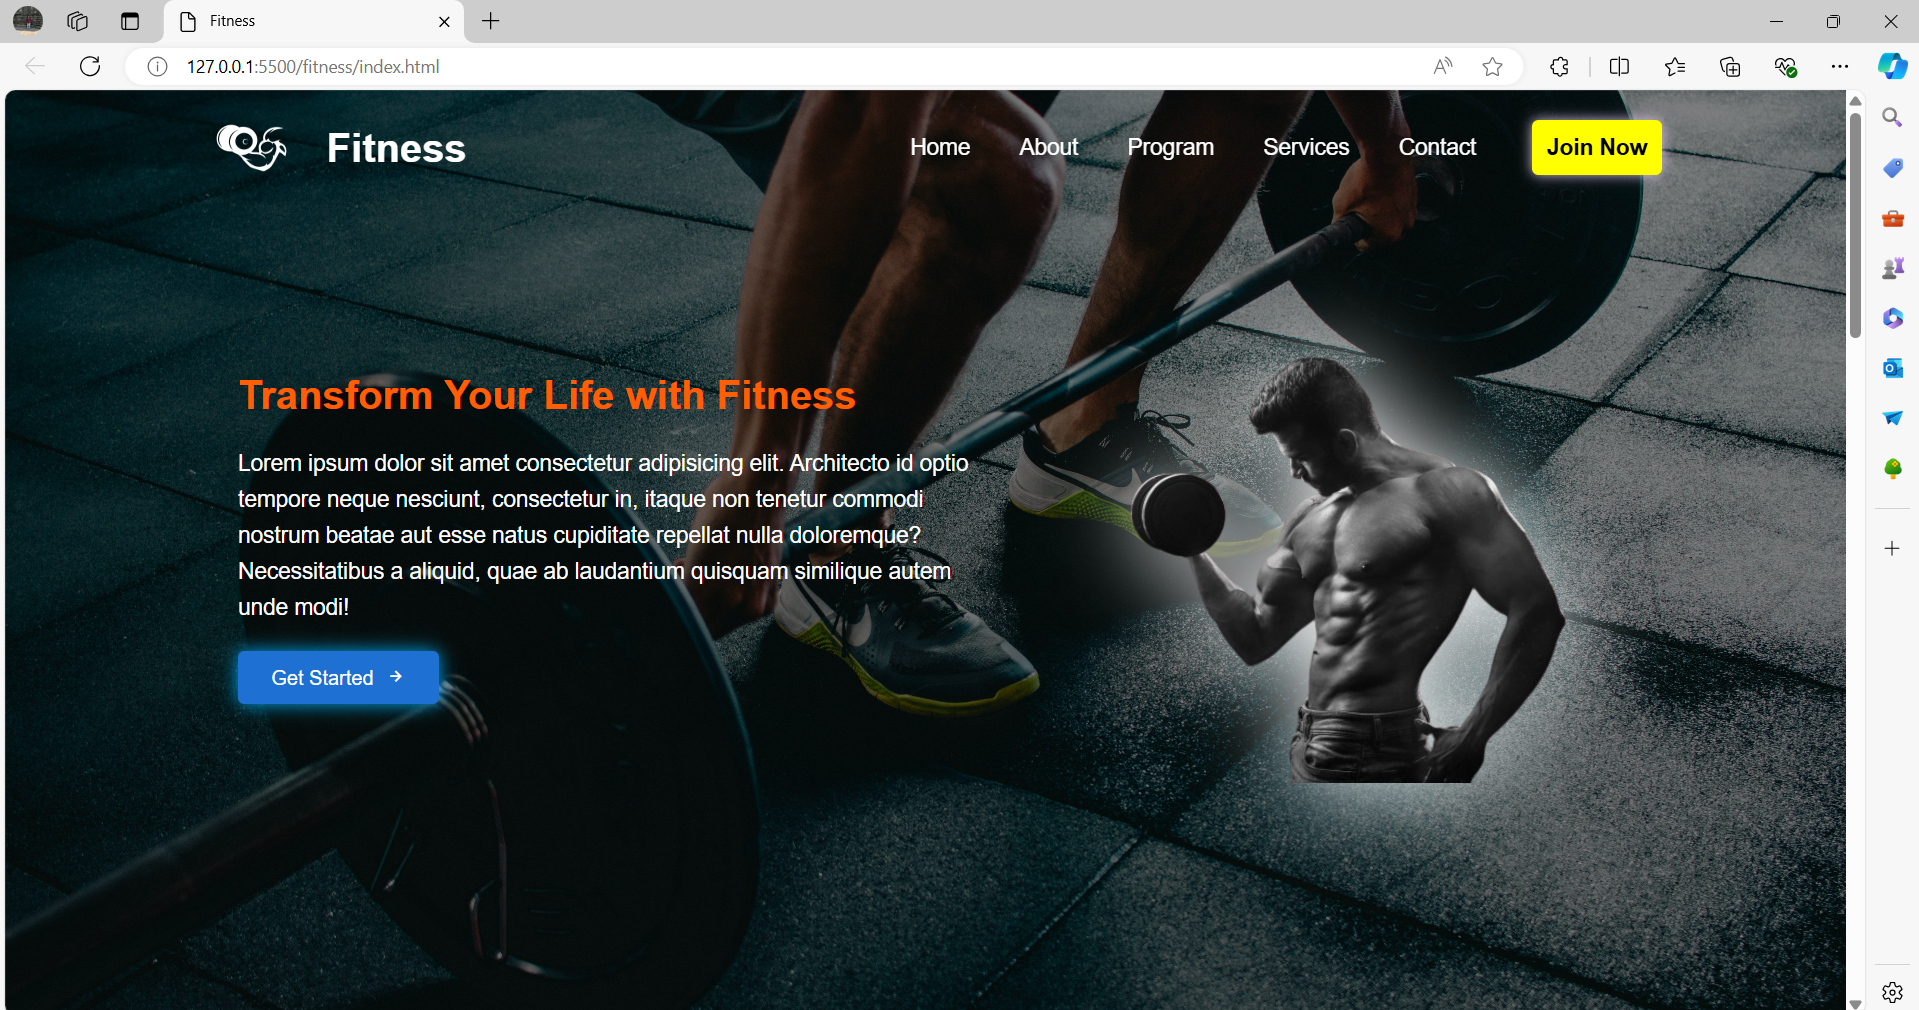 Fitness
127.0.0.1:5500/fitness/index.html
Fitness
Home
About
Program
Services
Contact
Join Now
Transform Your Life with Fitness
Lorem ipsum dolor sit amet consectetur adipisicing elit. Architecto id optio
tempore neque nesciunt, consectetur in, itaque non tenetur commodi
nostrum beatae aut esse natus cupiditate repellat nulla doloremque?
Necessitatibus a aliquid, quae ab laudantium quisquam similique autem
unde modi!
Get Started